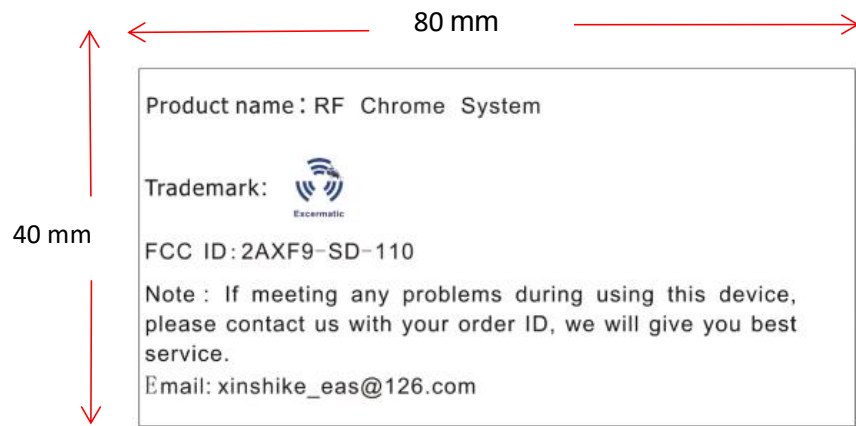 80 mm
Product name：RF Chrome System
Trademark:
Excermatic
40 mm
FCC ID:2AXF9-SD-110
Note : If meeting any problems during using this device,
please contact us with your order ID, we will give you best
service.
Email: xinshike_eas@126.com